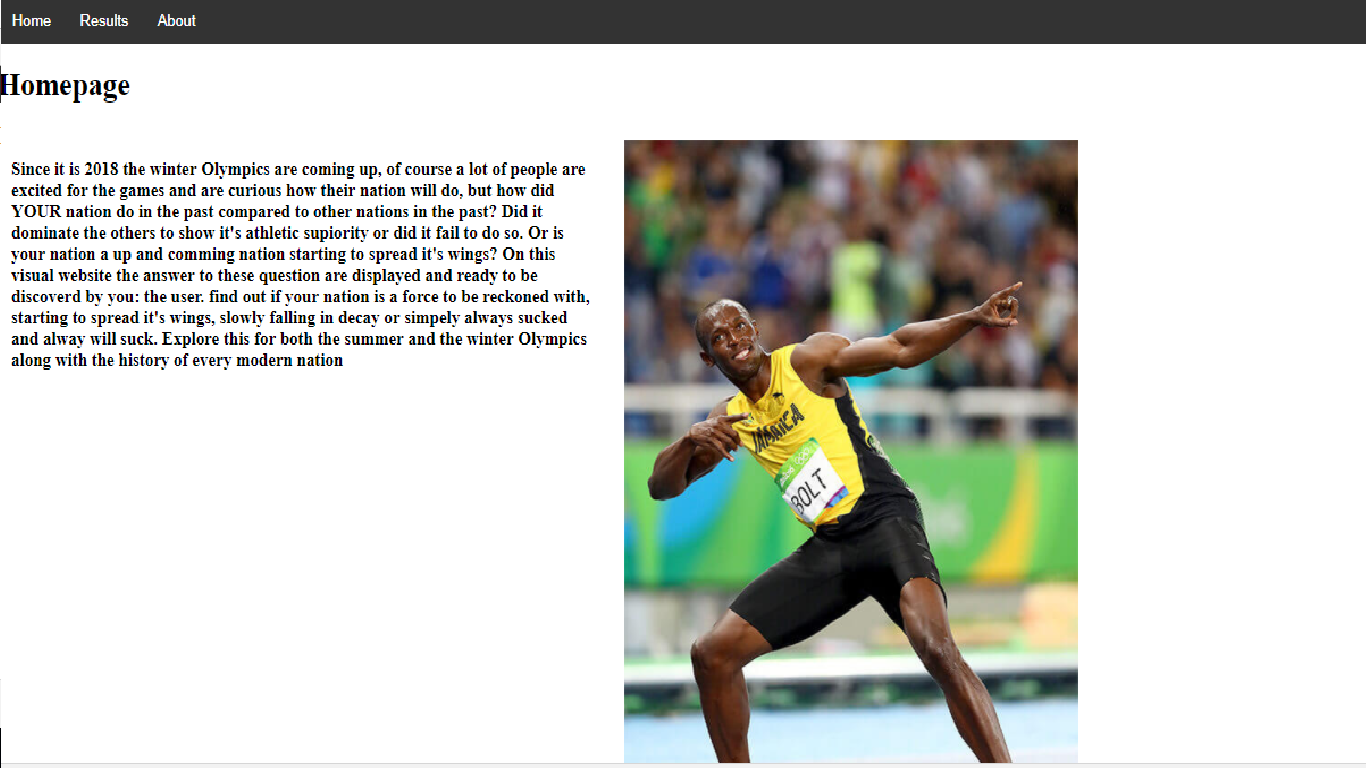 Home Results About
Homepage
Since it is 2018 the winter Olympics are coming up, of course a lot of people are
excited for the games and are curious how their nation will do, but how did
YOUR nation do in the past compared to other nations in the past? Did it
dominate the others to show it's athletic supiority or did it fail to do so. Or is
your nation a up and comming nation starting to spread it's wings? On this
visual website the answer to these question are displayed and ready to be
discoverd by you: the user. find out if your nation is a force to be reckoned with,
starting to spread it's wings, slowly falling in decay or simpely always sucked
and alway will suck. Explore this for both the summer and the winter Olympics
along with the history of every modern nation
JAMAICA
BOLT